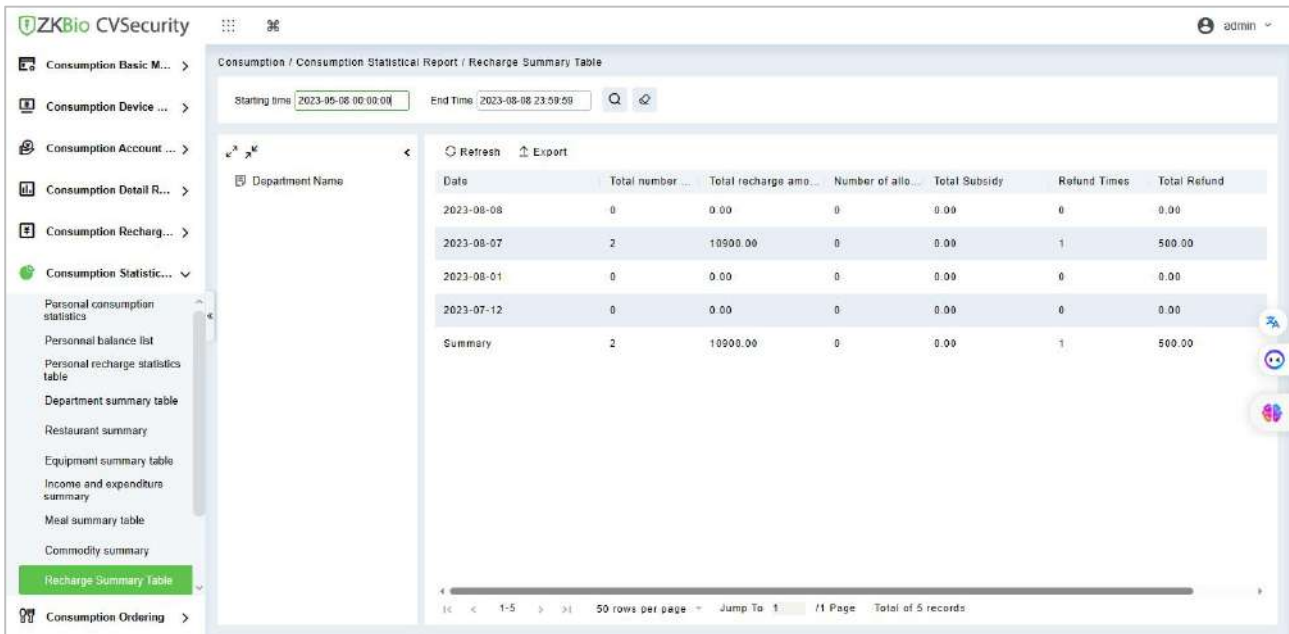 ZKBio CVSecurity
admin
Consumption Basic M...
Consumption Device ...
Consumption Account ...
Consumption Detail R...
Consumption Recharg...
Consumption Statistic...
Personal consumption
statistics
Personnal balance list
Personal recharge statistics
table
Department summary table
Restaurant summary
Equipment summary table
Income and expenditure
summary
Meal summary table
Commodity summary
Recharge Summary Table
Consumption Ordering
Consumption / Consumption Statistical Report / Recharge Summary Table
Starting time 2023-05-08 00:00:00 End Time 2023-08-08 23:59:59
Department Name
Refresh Export
Date Total number ... Total recharge amo... Number of allo... Total Subsidy Refund Times Total Refund
2023-08-08 0 0.00 0 0.00 0 0.00
2023-08-07 2 10900.00 0 0.00 1 500.00
2023-08-01 0 0.00 0 0.00 0 0.00
2023-07-12 0 0.00 0 0.00 0 0.00
Summary 2 10900.00 0 0.00 1 500.00
1-5 50 rows per page Jump To 1 /1 Page Total of 5 records